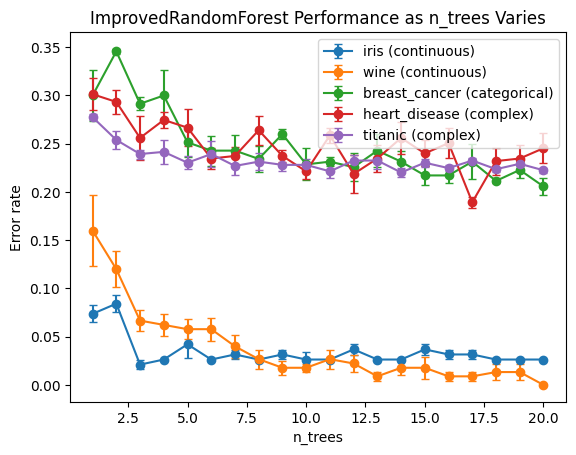 ImprovedRandomForest Performance as n_trees Varies
iris (continuous)
wine (continuous)
breast_cancer (categorical)
heart_disease (complex)
titanic (complex)
Error rate
0.35
0.30
0.25
0.20
0.15
0.10
0.05
0.00
2.5 5.0 7.5 10.0 12.5 15.0 17.5 20.0
n_trees